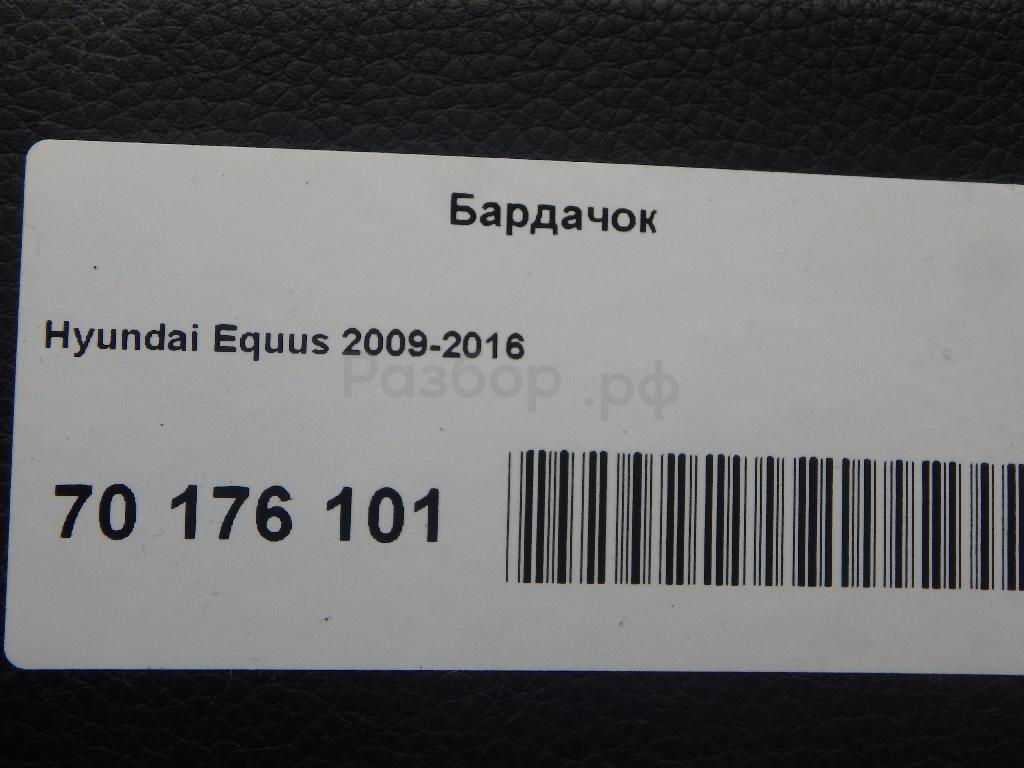 Бардачок
Hyundai Equus 2009-2016
Разбор.рф
70 176 101